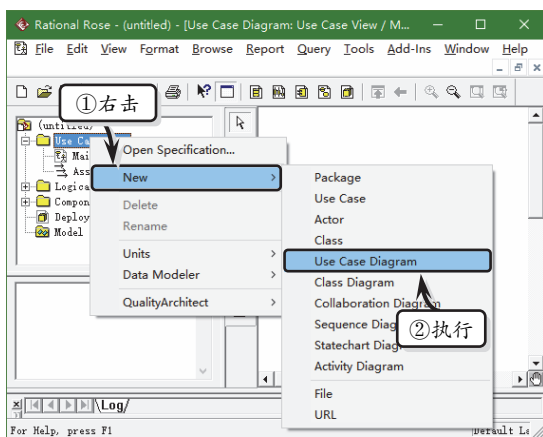 Rational Rose - (untitled) - [Use Case Diagram: Use Case View / M...
File Edit View Format Browse Report Query Tools Add-Ins Window Help
①右击
(untitled)
Use Ca
Mai
Ass
Logica
Compon
Deploy
Model
Open Specification...
New
Delete
Rename
Units
Data Modeler
QualityArchitect
Package
Use Case
Actor
Class
Use Case Diagram
Class Diagram
Collaboration Diagram
Sequence Diag
Statechart Diagr
Activity Diagram
File
URL
②执行
Log
For Help, press F1
Default La